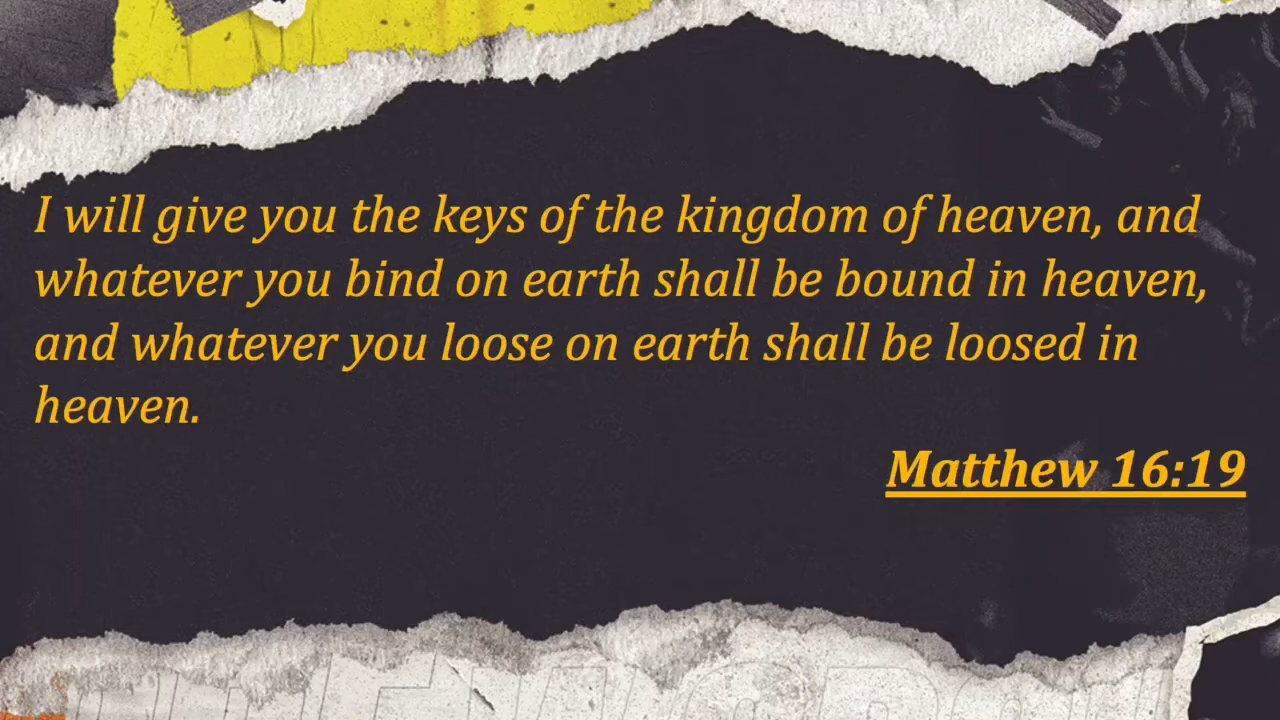 I will give you the keys of the kingdom of heaven, and
whatever you bind on earth shall be bound in heaven,
and whatever you loose on earth shall be loosed in
heaven.
Matthew 16:19